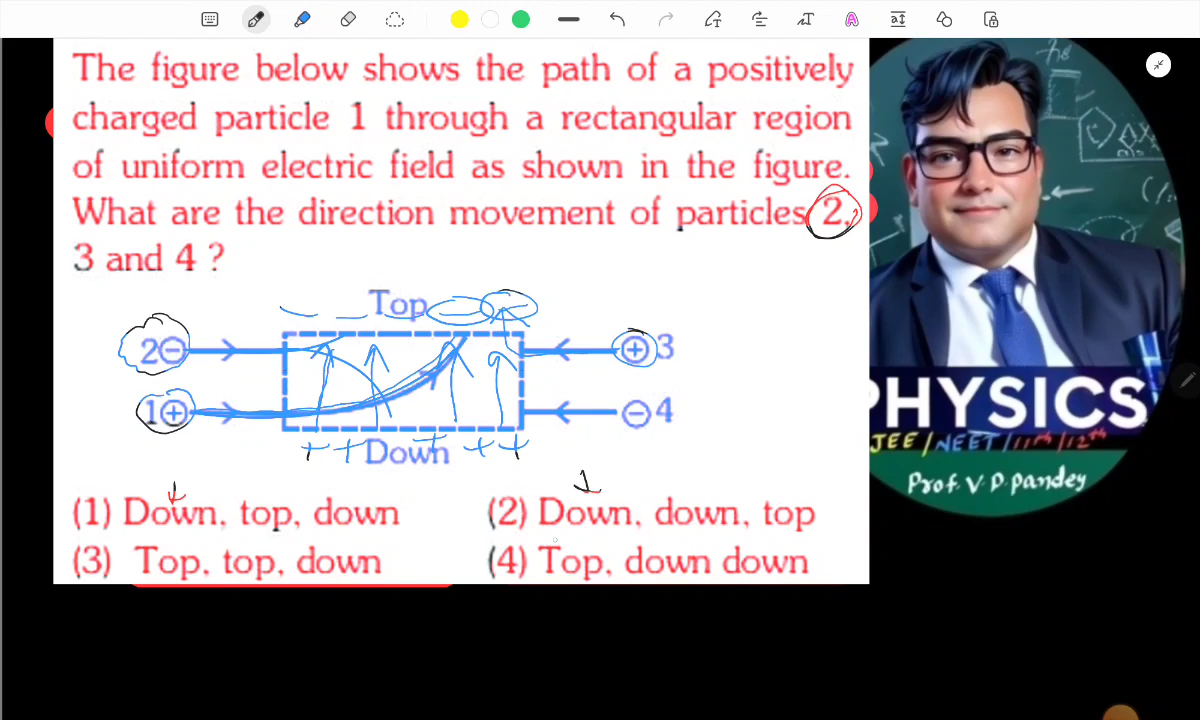 The figure below shows the path of a positively
charged particle 1 through a rectangular region
of uniform electric field as shown in the figure.
What are the direction movement of particles 2,
3 and 4 ?
Top
2 3
1 4
Down
(1) Down, top, down (2) Down, down, top
(3) Top, top, down (4) Top, down down
PHYSICS
JEE/NEET/11th/12th
Prof. V.D. pandey